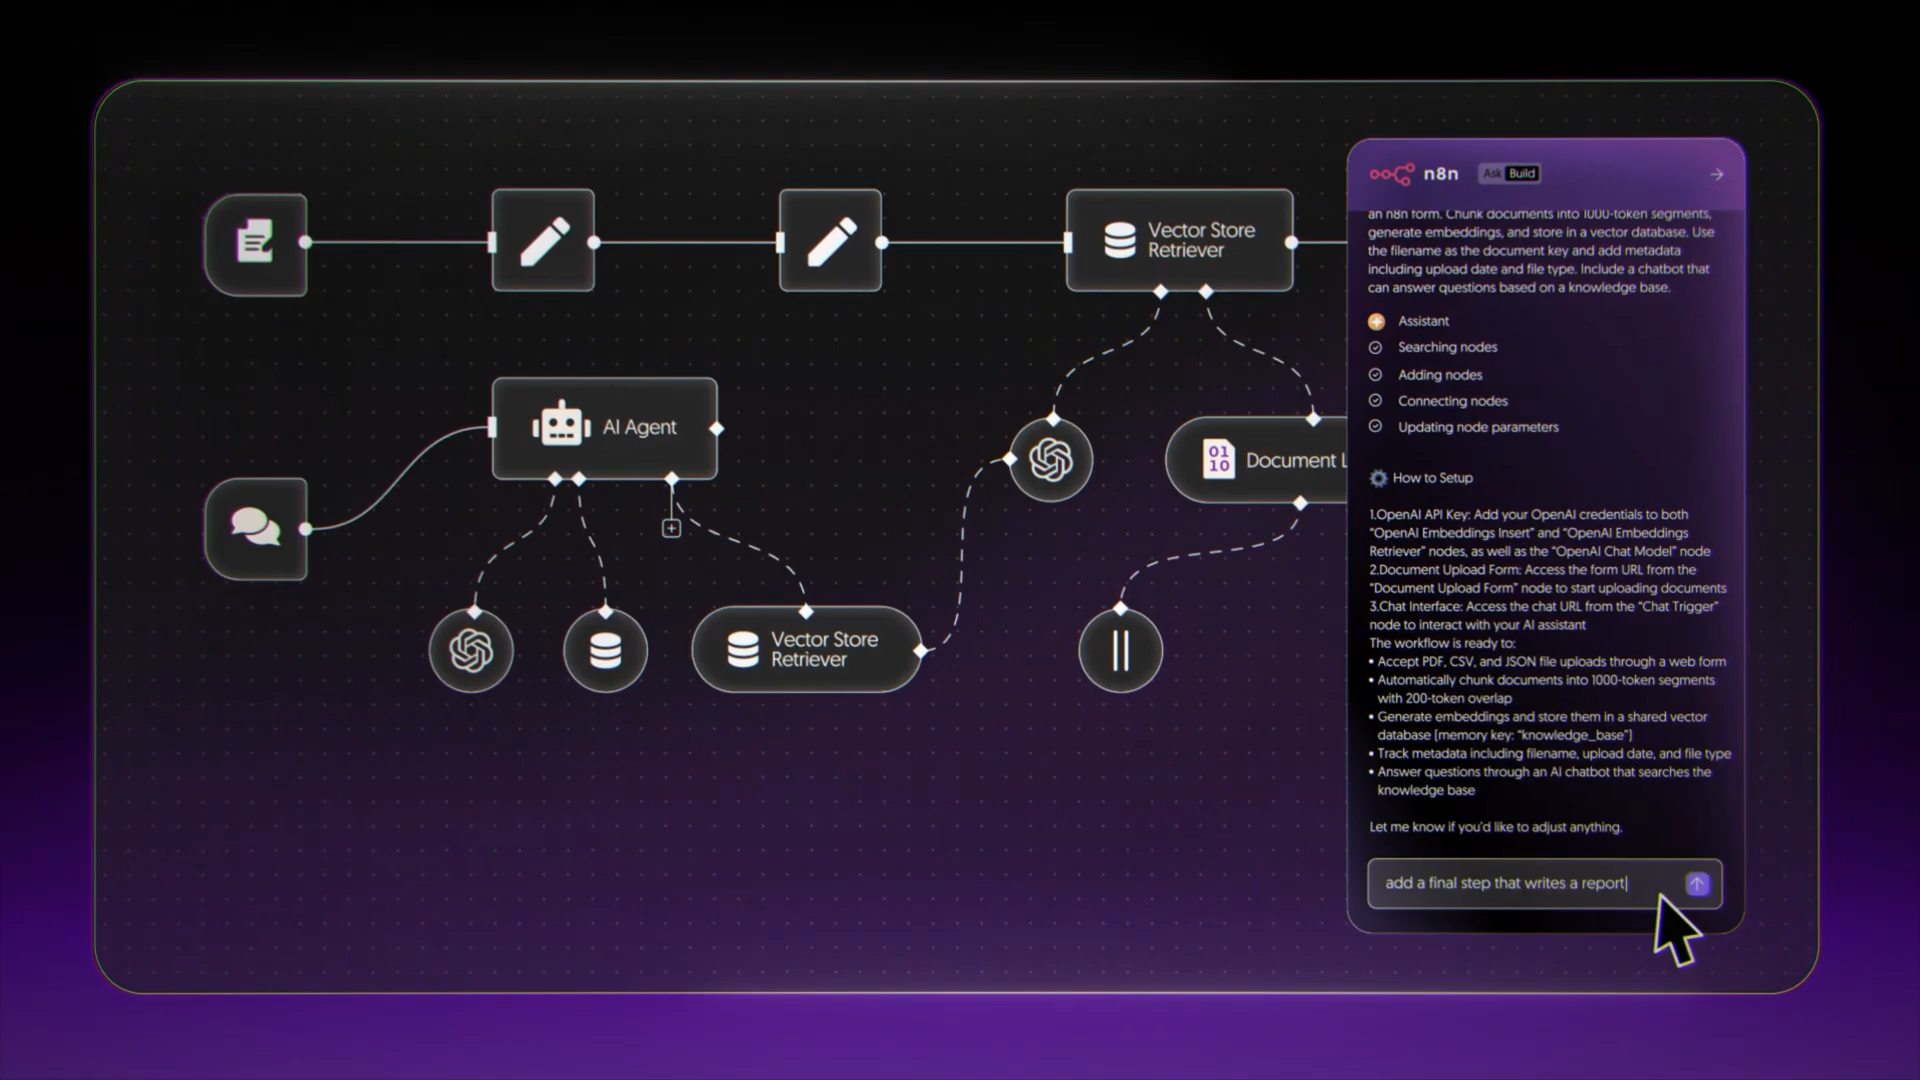 Vector Store
Retriever
AI Agent
01
10
Document L
Vector Store
Retriever
n8n
Ask Build
an n8n form. Chunk documents into 1000-token segments,
generate embeddings, and store in a vector database. Use
the filename as the document key and add metadata
including upload date and file type. Include a chatbot that
can answer questions based on a knowledge base.
Assistant
Searching nodes
Adding nodes
Connecting nodes
Updating node parameters
How to Setup
1.OpenAI API Key: Add your OpenAI credentials to both
“OpenAI Embeddings Insert” and “OpenAI Embeddings
Retriever” nodes, as well as the “OpenAI Chat Model” node
2.Document Upload Form: Access the form URL from the
“Document Upload Form” node to start uploading documents
3.Chat Interface: Access the chat URL from the “Chat Trigger”
node to interact with your AI assistant
The workflow is ready to:
• Accept PDF, CSV, and JSON file uploads through a web form
• Automatically chunk documents into 1000-token segments
with 200-token overlap
• Generate embeddings and store them in a shared vector
database [memory key: “knowledge_base”]
• Track metadata including filename, upload date, and file type
• Answer questions through an AI chatbot that searches the
knowledge base
Let me know if you’d like to adjust anything.
add a final step that writes a report